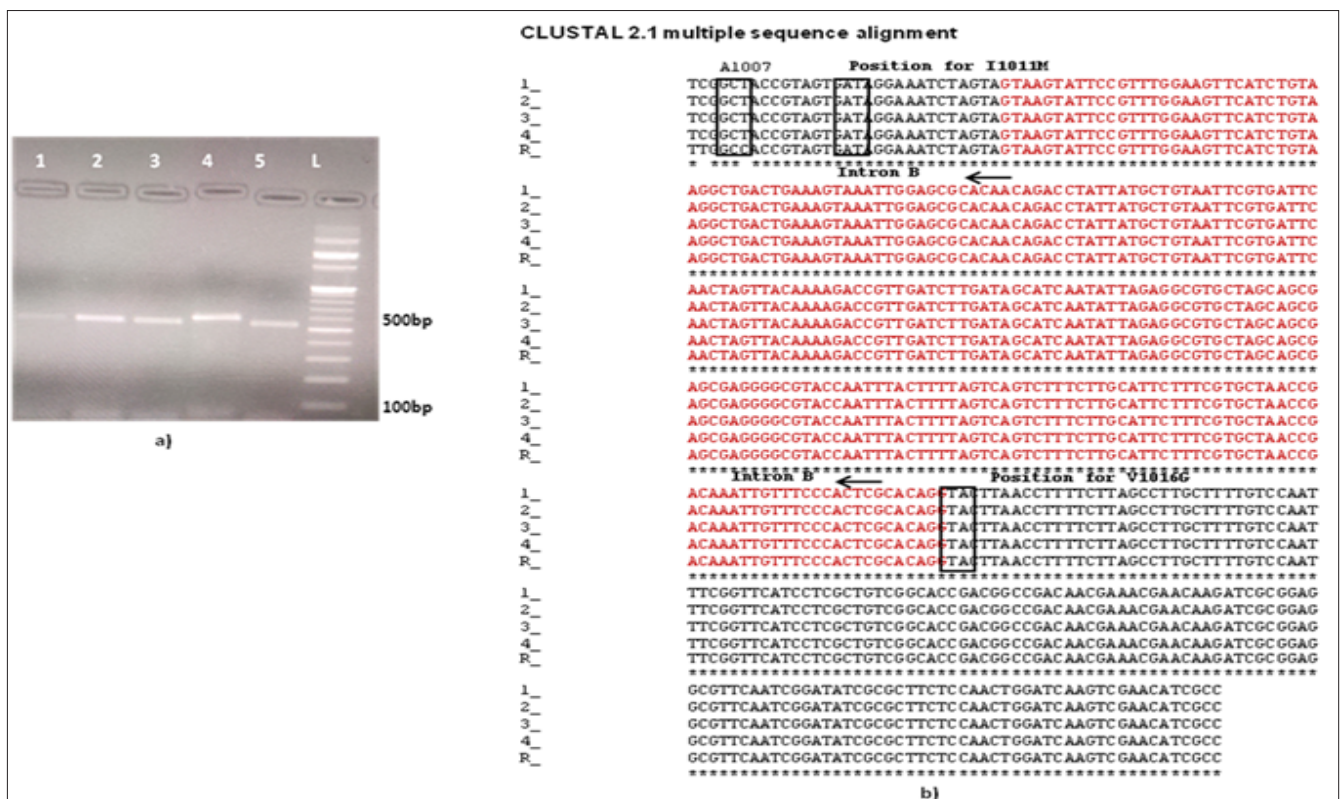 CLUSTAL 2.1 multiple sequence alignment
1 2 3 4 5 L
500bp
100bp
a)
A1007 Position for I1011M
1_ TCGGCTACCGTAGTGATAGGAAATCTAGTAGTAAGTATTCCGTTTGGAAGTTCATCTGTA
2_ TCGGCTACCGTAGTGATAGGAAATCTAGTAGTAAGTATTCCGTTTGGAAGTTCATCTGTA
3_ TCGGCTACCGTAGTGATAGGAAATCTAGTAGTAAGTATTCCGTTTGGAAGTTCATCTGTA
4_ TCGGCTACCGTAGTGATAGGAAATCTAGTAGTAAGTATTCCGTTTGGAAGTTCATCTGTA
R_ TTGGCCACCGTAGTGATAGGAAATCTAGTAGTAAGTATTCCGTTTGGAAGTTCATCTGTA
* *** ******************************************************
Intron B ←
1_ AGGCTGACTGAAAGTAAATTGGAGCGCACAACAGACCTATTATGCTGTAATTCGTGATTC
2_ AGGCTGACTGAAAGTAAATTGGAGCGCACAACAGACCTATTATGCTGTAATTCGTGATTC
3_ AGGCTGACTGAAAGTAAATTGGAGCGCACAACAGACCTATTATGCTGTAATTCGTGATTC
4_ AGGCTGACTGAAAGTAAATTGGAGCGCACAACAGACCTATTATGCTGTAATTCGTGATTC
R_ AGGCTGACTGAAAGTAAATTGGAGCGCACAACAGACCTATTATGCTGTAATTCGTGATTC
************************************************************
1_ AACTAGTTACAAAAGACCGTTGATCTTGATAGCATCAATATTAGAGGCGTGCTAGCAGCG
2_ AACTAGTTACAAAAGACCGTTGATCTTGATAGCATCAATATTAGAGGCGTGCTAGCAGCG
3_ AACTAGTTACAAAAGACCGTTGATCTTGATAGCATCAATATTAGAGGCGTGCTAGCAGCG
4_ AACTAGTTACAAAAGACCGTTGATCTTGATAGCATCAATATTAGAGGCGTGCTAGCAGCG
R_ AACTAGTTACAAAAGACCGTTGATCTTGATAGCATCAATATTAGAGGCGTGCTAGCAGCG
************************************************************
1_ AGCGAGGGGCGTACCAATTTACTTTTAGTCAGTCTTTCTTGCATTCTTTCGTGCTAACCG
2_ AGCGAGGGGCGTACCAATTTACTTTTAGTCAGTCTTTCTTGCATTCTTTCGTGCTAACCG
3_ AGCGAGGGGCGTACCAATTTACTTTTAGTCAGTCTTTCTTGCATTCTTTCGTGCTAACCG
4_ AGCGAGGGGCGTACCAATTTACTTTTAGTCAGTCTTTCTTGCATTCTTTCGTGCTAACCG
R_ AGCGAGGGGCGTACCAATTTACTTTTAGTCAGTCTTTCTTGCATTCTTTCGTGCTAACCG
************************************************************
Intron B ← Position for V1016G
1_ ACAAATTGTTTCCCACTCGCACAGGTACTTAACCTTTTCTTAGCCTTGCTTTTGTCCAAT
2_ ACAAATTGTTTCCCACTCGCACAGGTACTTAACCTTTTCTTAGCCTTGCTTTTGTCCAAT
3_ ACAAATTGTTTCCCACTCGCACAGGTACTTAACCTTTTCTTAGCCTTGCTTTTGTCCAAT
4_ ACAAATTGTTTCCCACTCGCACAGGTACTTAACCTTTTCTTAGCCTTGCTTTTGTCCAAT
R_ ACAAATTGTTTCCCACTCGCACAGGTACTTAACCTTTTCTTAGCCTTGCTTTTGTCCAAT
************************************************************
1_ TTCGGTTCATCCTCGCTGTCGGCACCGACGGCCGACAACGAAACGAACAAGATCGCGGAG
2_ TTCGGTTCATCCTCGCTGTCGGCACCGACGGCCGACAACGAAACGAACAAGATCGCGGAG
3_ TTCGGTTCATCCTCGCTGTCGGCACCGACGGCCGACAACGAAACGAACAAGATCGCGGAG
4_ TTCGGTTCATCCTCGCTGTCGGCACCGACGGCCGACAACGAAACGAACAAGATCGCGGAG
R_ TTCGGTTCATCCTCGCTGTCGGCACCGACGGCCGACAACGAAACGAACAAGATCGCGGAG
************************************************************
1_ GCGTTCAATCGGATATCGCGCTTCTCCAACTGGATCAAGTCGAACATCGCC
2_ GCGTTCAATCGGATATCGCGCTTCTCCAACTGGATCAAGTCGAACATCGCC
3_ GCGTTCAATCGGATATCGCGCTTCTCCAACTGGATCAAGTCGAACATCGCC
4_ GCGTTCAATCGGATATCGCGCTTCTCCAACTGGATCAAGTCGAACATCGCC
R_ GCGTTCAATCGGATATCGCGCTTCTCCAACTGGATCAAGTCGAACATCGCC
***************************************************
b)